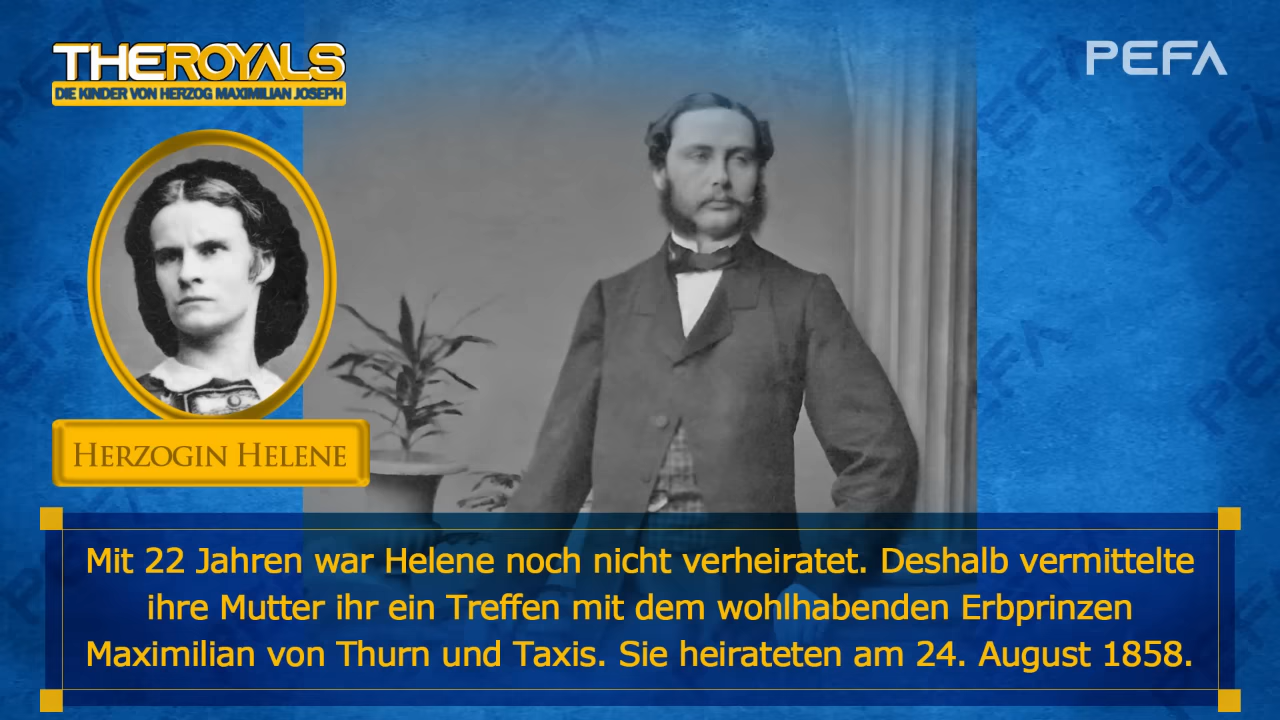 THEROYALS
DIE KINDER VON HERZOG MAXIMILIAN JOSEPH
PEFA
HERZOGIN HELENE
Mit 22 Jahren war Helene noch nicht verheiratet. Deshalb vermittelte
ihre Mutter ihr ein Treffen mit dem wohlhabenden Erbprinzen
Maximilian von Thurn und Taxis. Sie heirateten am 24. August 1858.